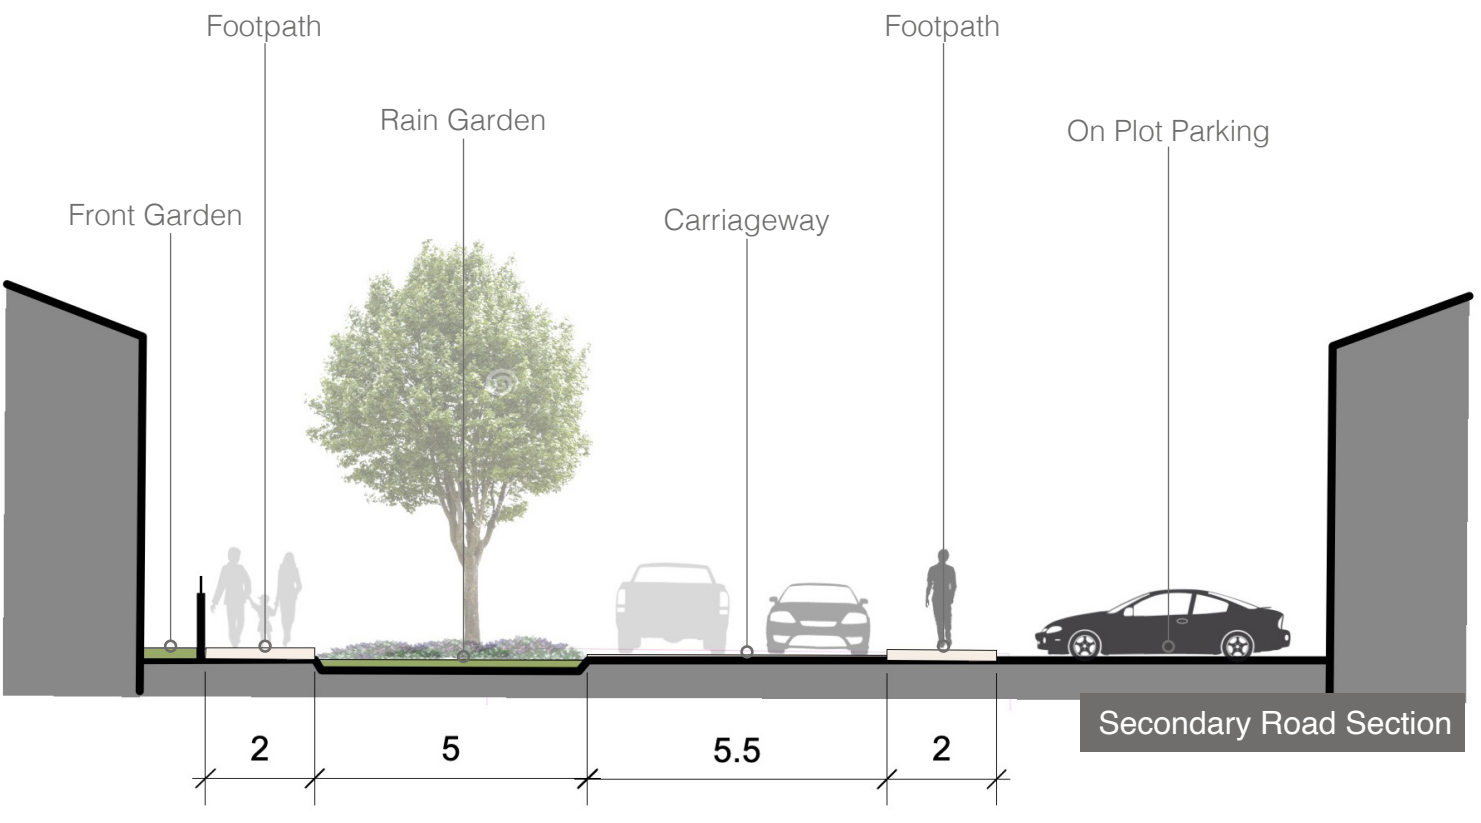 Footpath
Footpath
Rain Garden
On Plot Parking
Front Garden
Carriageway
Secondary Road Section
2
5
5.5
2